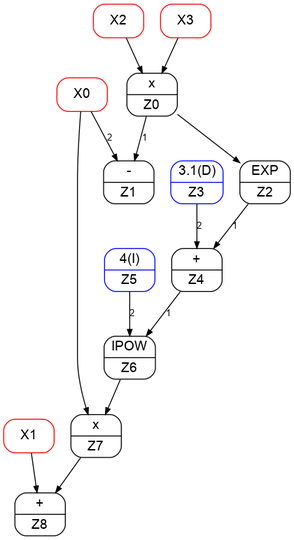 X2
X3
X0
x
Z0
2
1
-
Z1
3.1(D)
Z3
EXP
Z2
2
1
4(I)
Z5
+
Z4
2
1
IPOW
Z6
X1
x
Z7
+
Z8